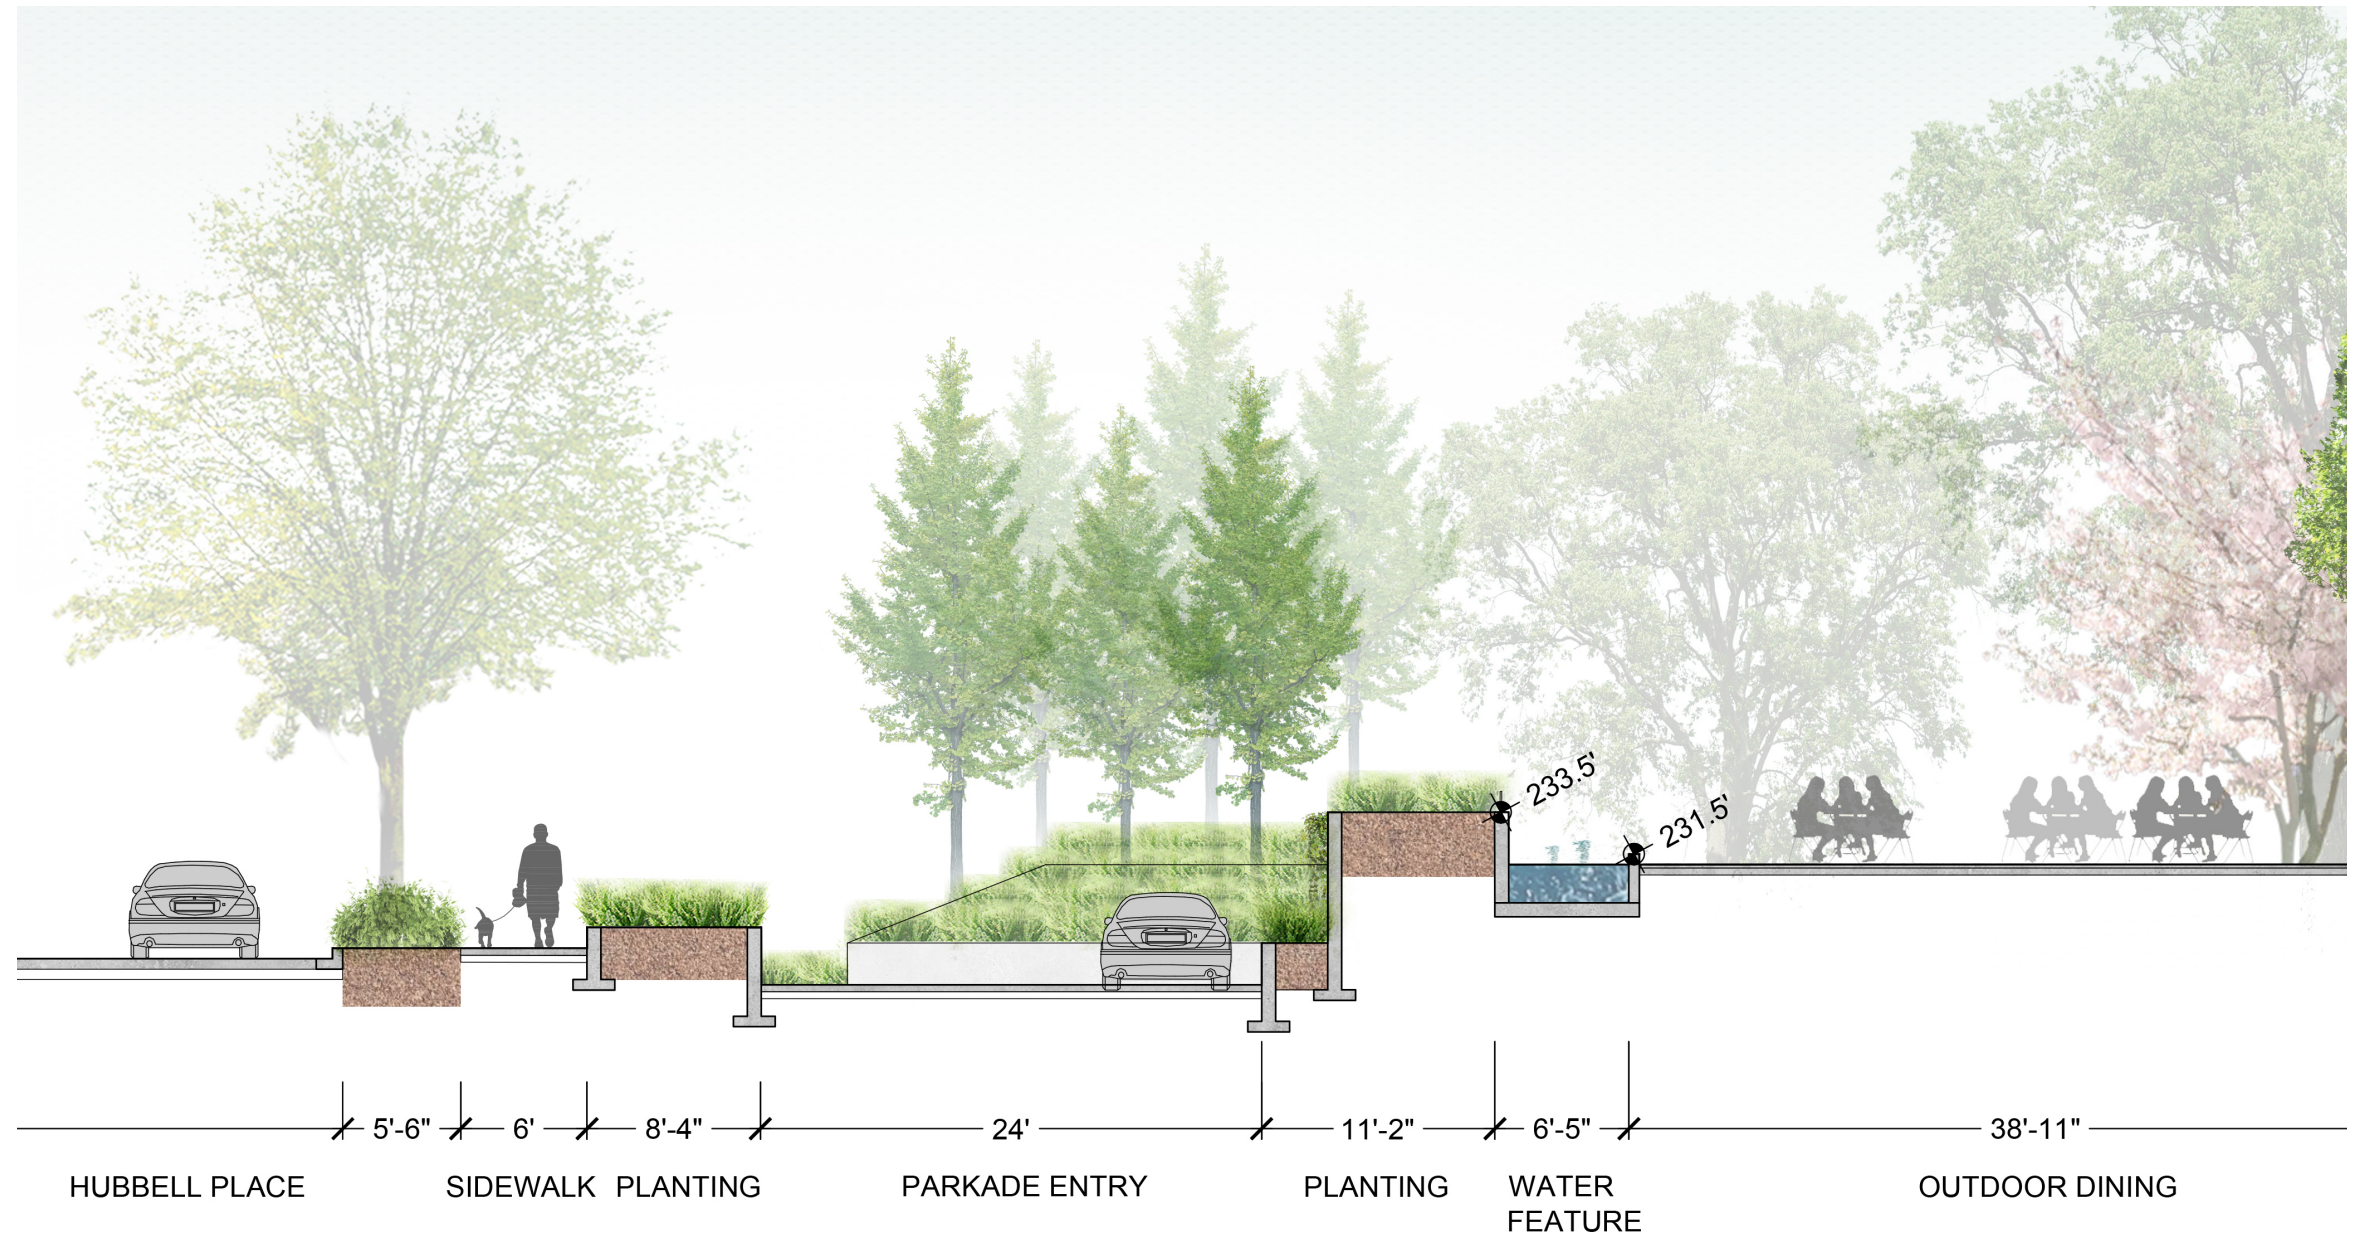 233.5'
231.5'
5'-6"
6'
8'-4"
24'
11'-2"
6'-5"
38'-11"
HUBBELL PLACE
SIDEWALK
PLANTING
PARKADE ENTRY
PLANTING
WATER
FEATURE
OUTDOOR DINING